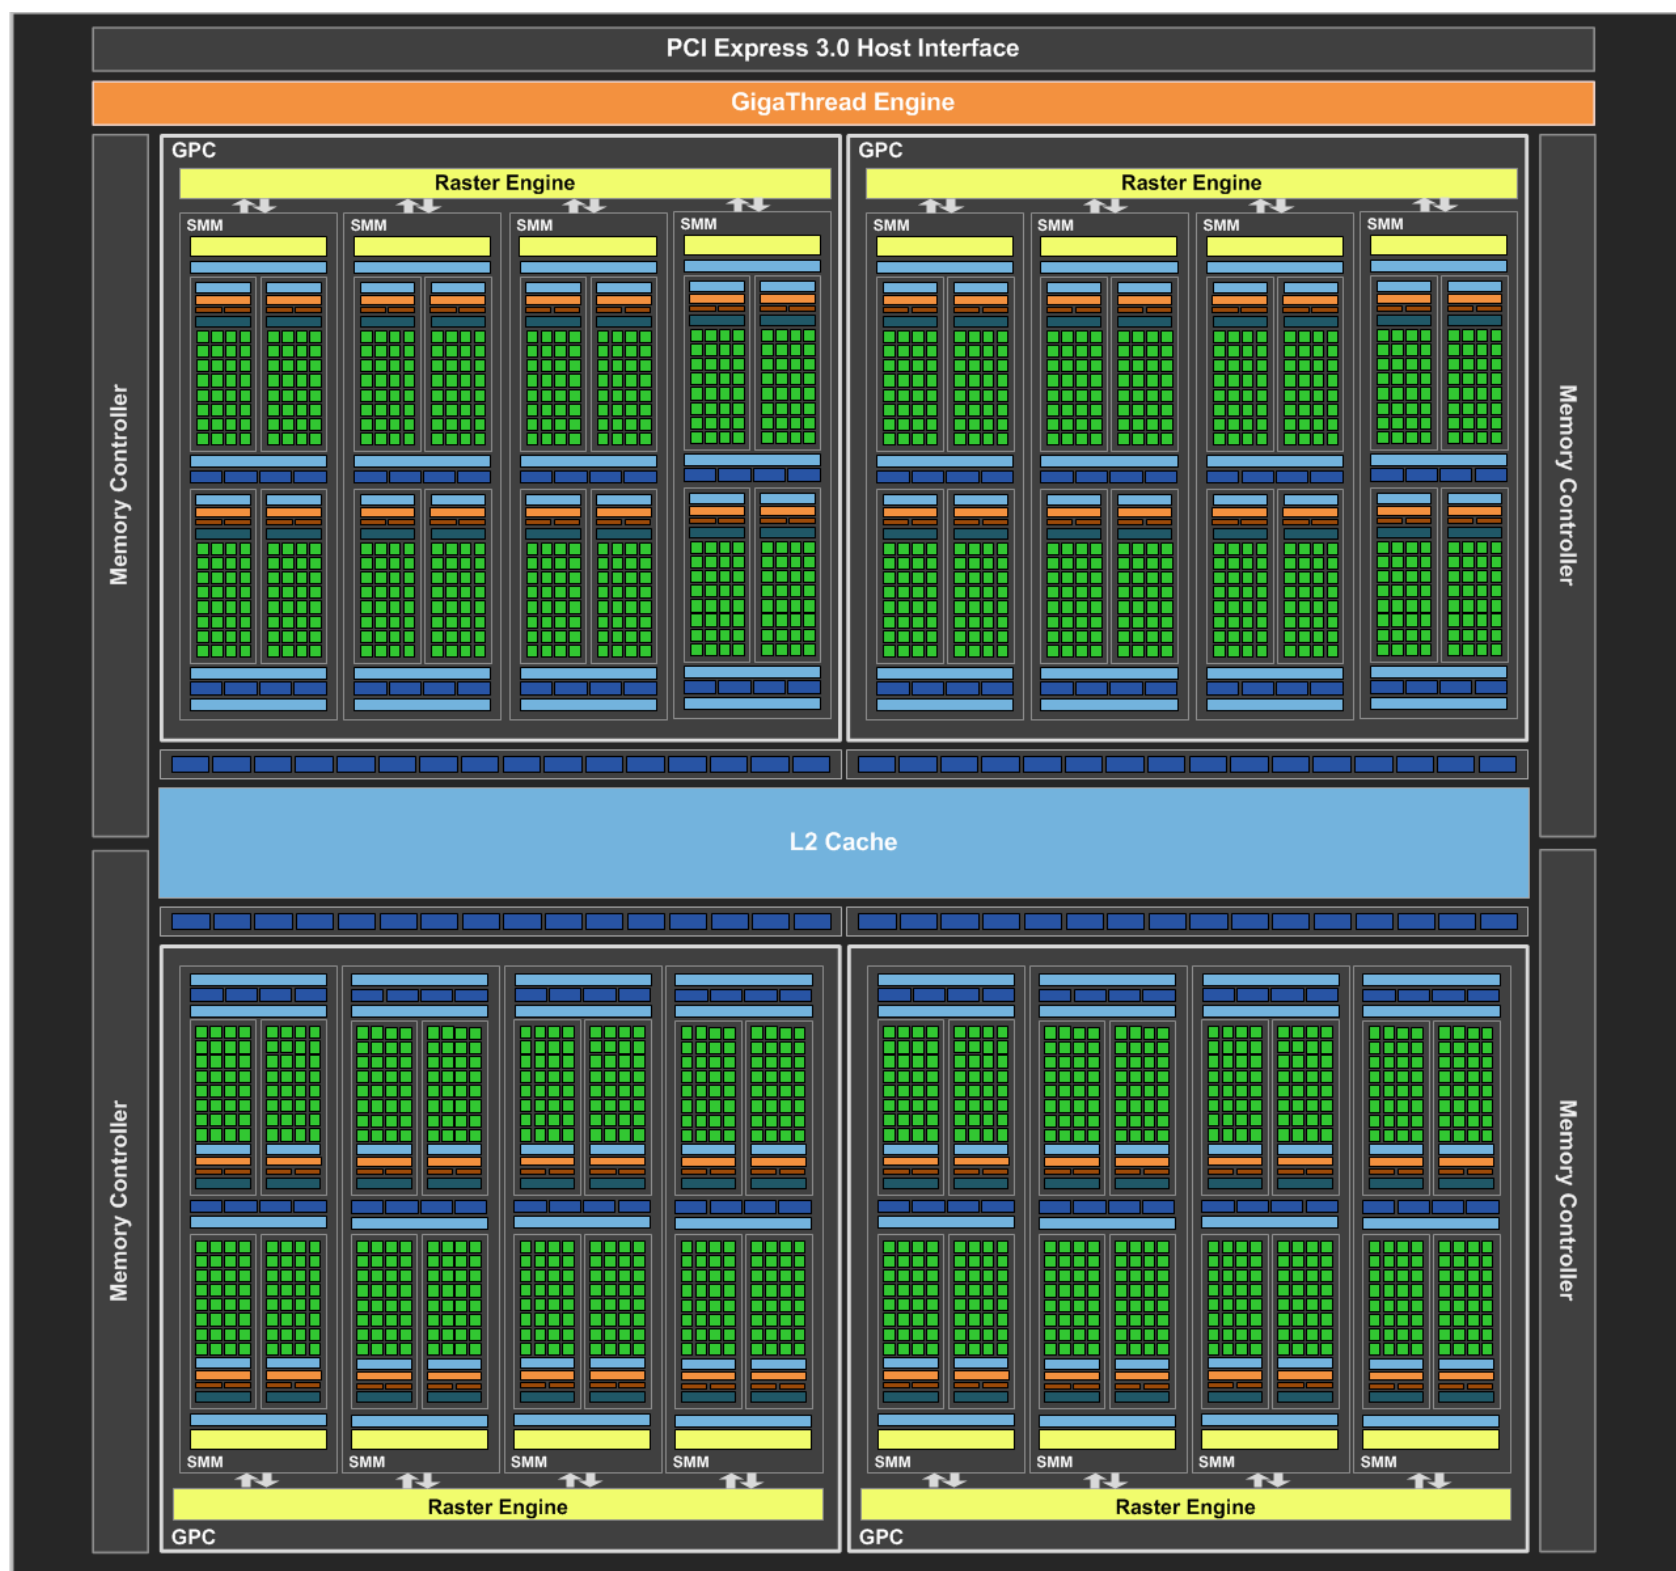 PCI Express 3.0 Host Interface
GigaThread Engine
GPC
GPC
Raster Engine
Raster Engine
SMM
SMM
SMM
SMM
SMM
SMM
SMM
SMM
Memory Controller
Memory Controller
L2 Cache
Memory Controller
Memory Controller
SMM
SMM
SMM
SMM
SMM
SMM
SMM
SMM
Raster Engine
Raster Engine
GPC
GPC